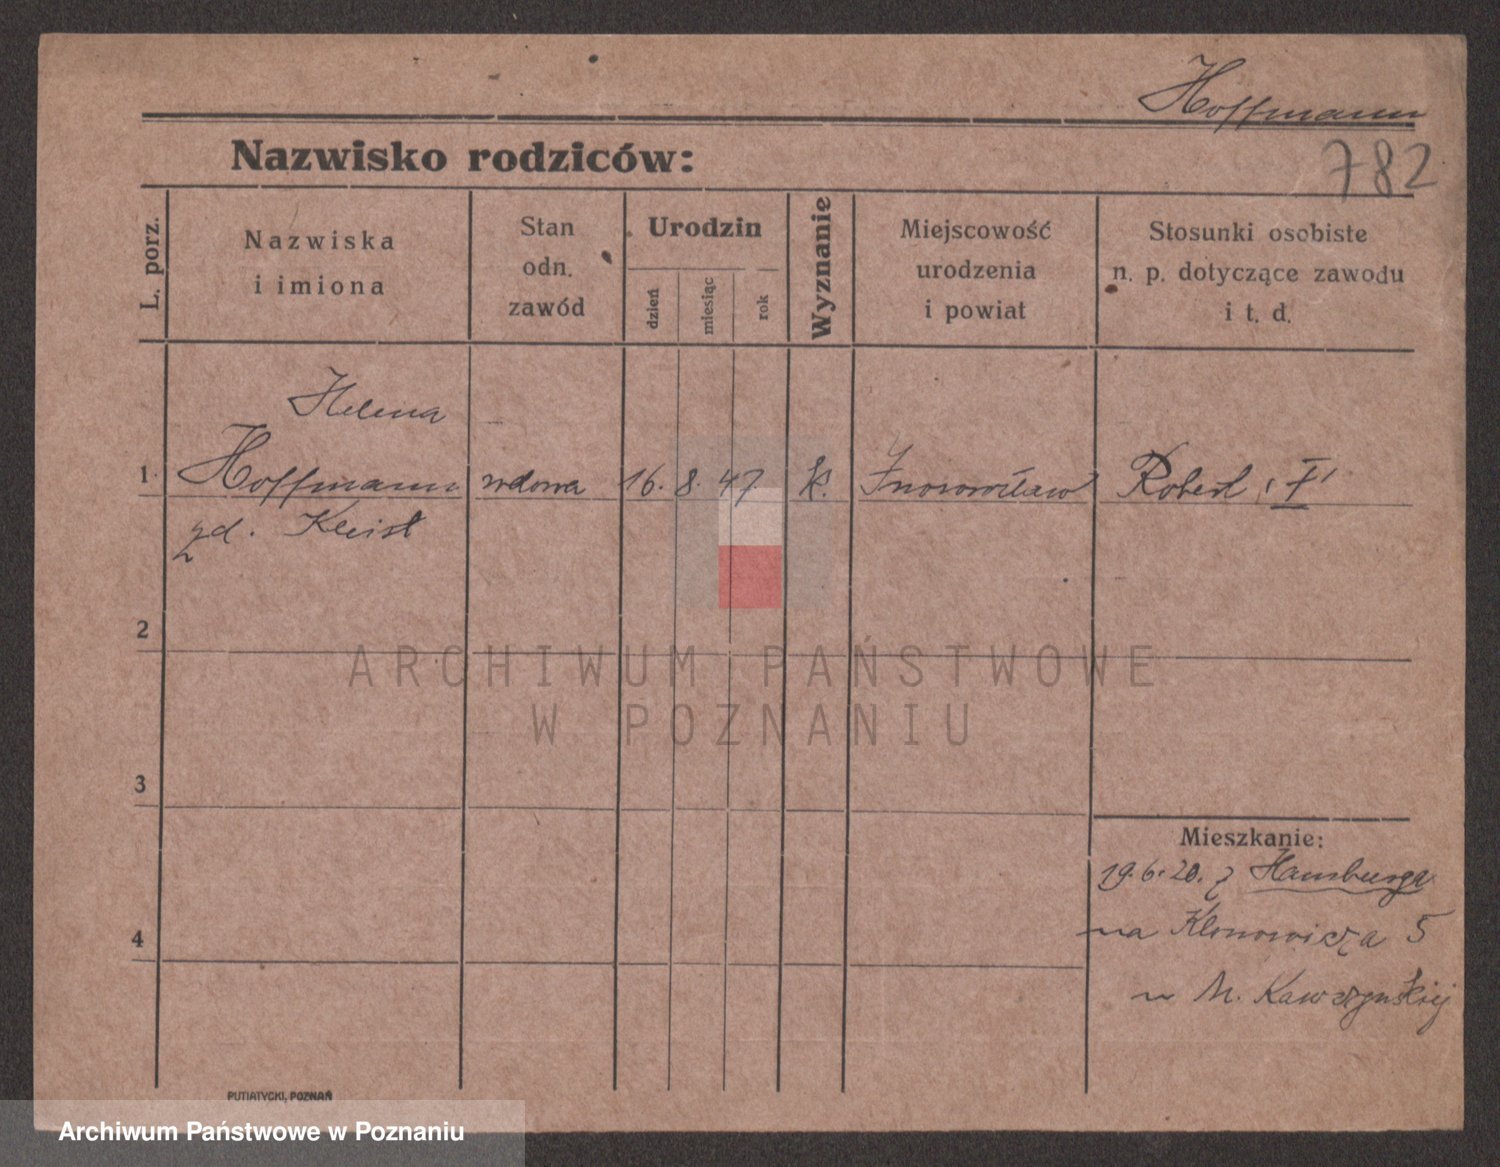 Hoffmann
782
Nazwisko rodziców:
L. porz.
Nazwiska
i imiona
Stan
odn.
zawód
Urodzin
dzień
miesiąc
rok
Wyznanie
Miejscowość
urodzenia
i powiat
Stosunki osobiste
n. p. dotyczące zawodu
i t. d.
Helena
1. Hoffmann wdowa 16. 8. 47 k. Inowrocław Robert
zd. Kleist
2
ARCHIWUM PAŃSTWOWE
W POZNANIU
3
Mieszkanie:
19.6.20. z Hamburga
na Klonowicza 5
4
u M. Kawczyńskiej
PUTIATYCKI, POZNAŃ
Archiwum Państwowe w Poznaniu